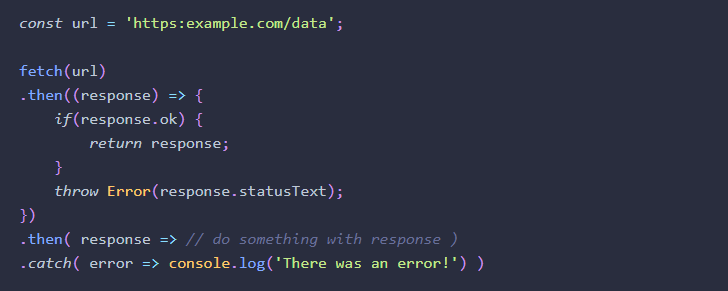 const url = 'https:example.com/data';
fetch(url)
.then((response) => {
if(response.ok) {
return response;
}
throw Error(response.statusText);
})
.then( response => // do something with response )
.catch( error => console.log('There was an error!') )